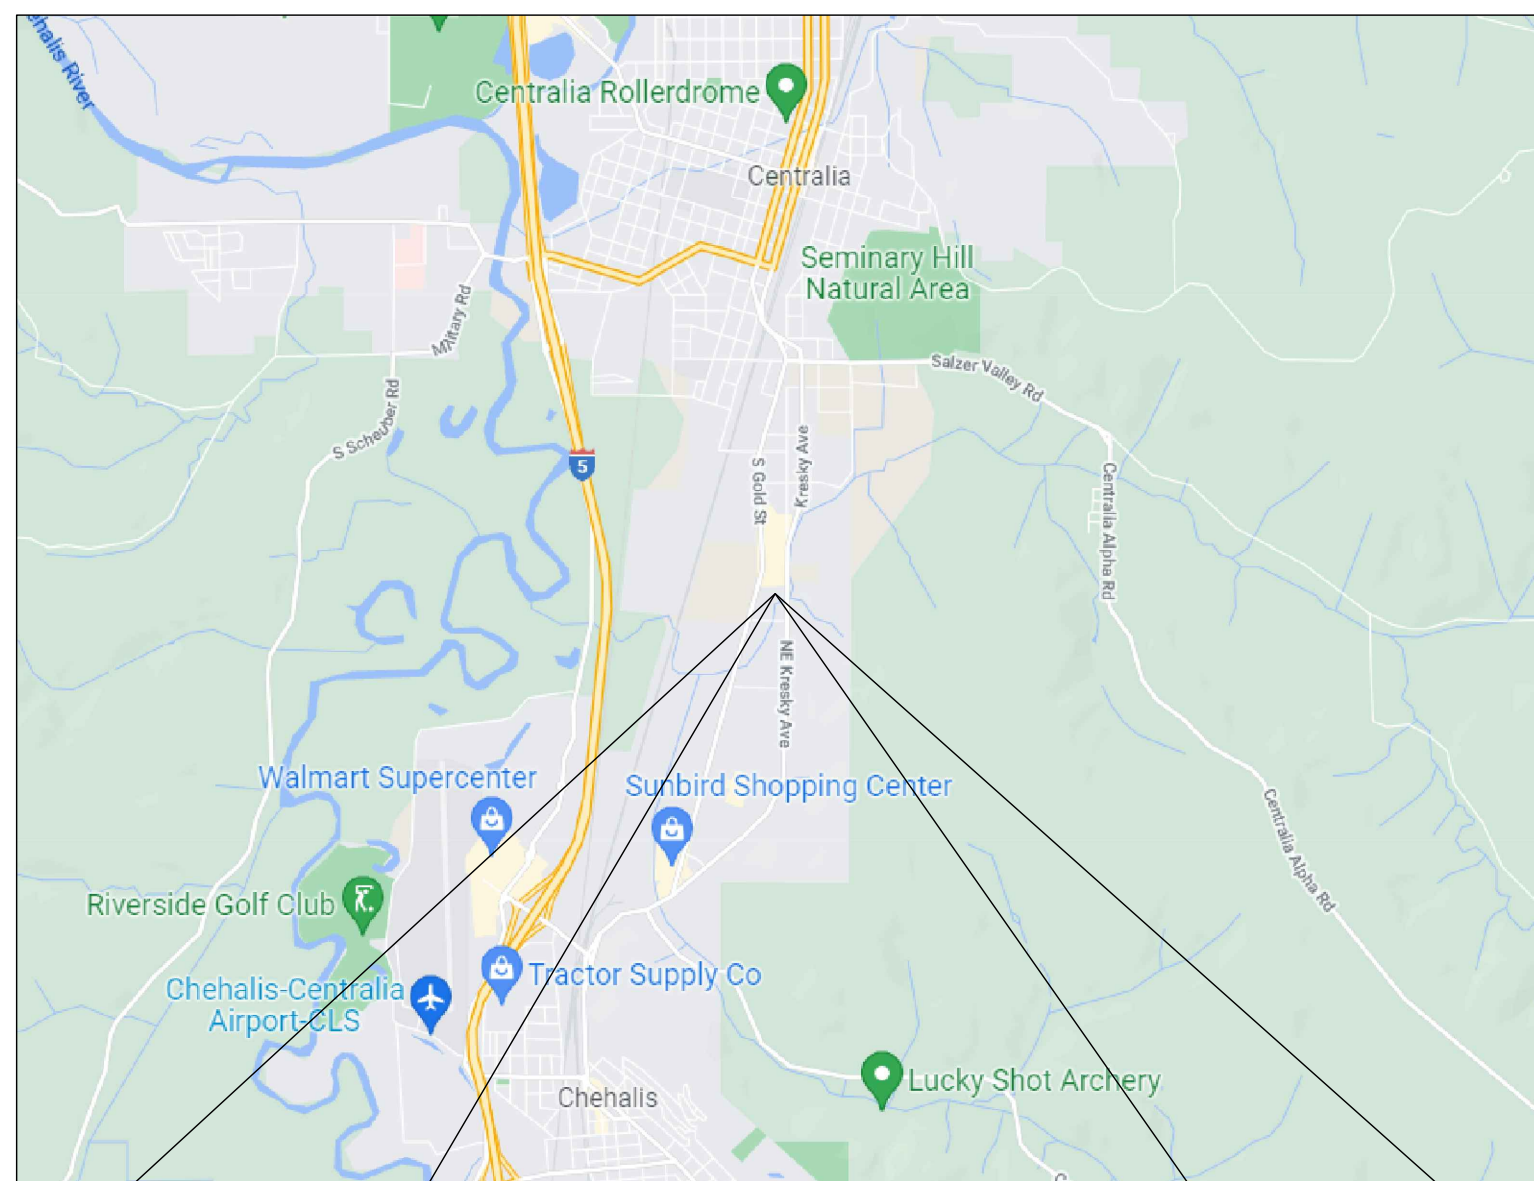 ehalis River
Centralia Rollerdrome
Centralia
Seminary Hill
Natural Area
Military Rd
Salzer Valley Rd
S Scheuber Rd
5
S Gold St
Kresky Ave
Centralia Alpha Rd
NE Kresky Ave
Walmart Supercenter
Sunbird Shopping Center
Centralia Alpha Rd
Riverside Golf Club
Tractor Supply Co
Chehalis-Centralia
Airport-CLS
Lucky Shot Archery
Chehalis